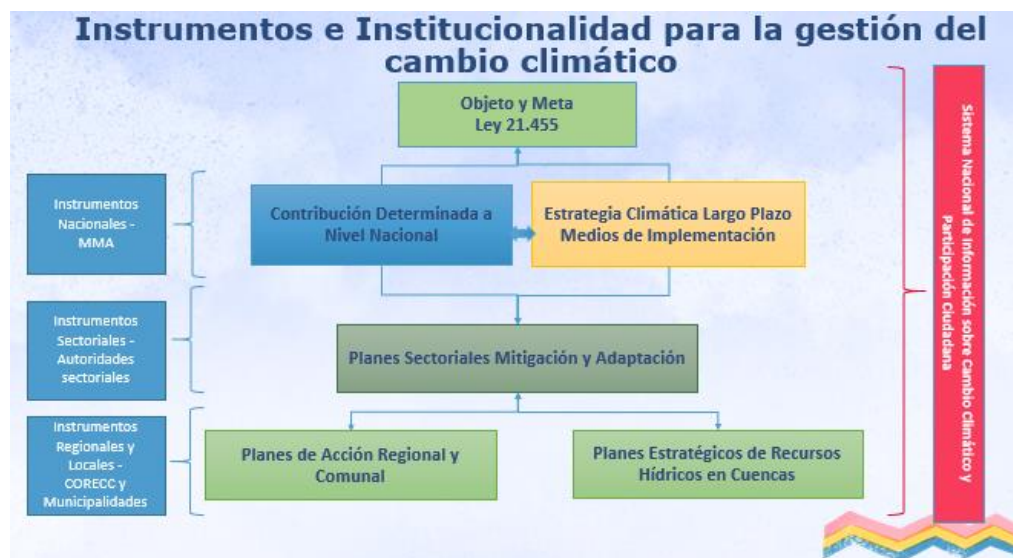 Instrumentos e Institucionalidad para la gestión del
cambio climático
Objeto y Meta
Ley 21.455
Instrumentos
Nacionales -
MMA
Contribución Determinada a
Nivel Nacional
Estrategia Climática Largo Plazo
Medios de Implementación
Instrumentos
Sectoriales -
Autoridades
sectoriales
Planes Sectoriales Mitigación y Adaptación
Instrumentos
Regionales y
Locales -
CORECC y
Municipalidades
Planes de Acción Regional y
Comunal
Planes Estratégicos de Recursos
Hídricos en Cuencas
Sistema Nacional de Información sobre Cambio Climático y
Participación Ciudadana